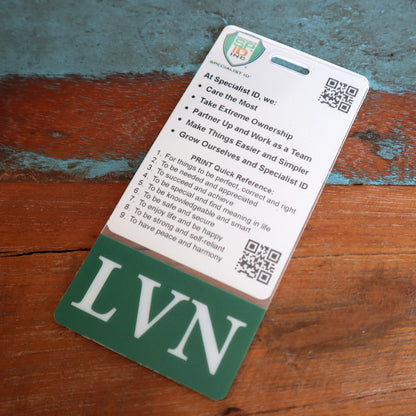 SP
ID
INC
SPECIALIST ID
At Specialist ID, we:
• Care the Most
• Take Extreme Ownership
• Partner Up and Work as a Team
• Make Things Easier and Simpler
• Grow Ourselves and Specialist ID
PRINT Quick Reference:
1. For things to be perfect, correct and right
2. To be needed and appreciated
3. To succeed and achieve
4. To be special and find meaning in life
5. To be knowledgeable and smart
6. To be safe and secure
7. To enjoy life and be happy
8. To be strong and self-reliant
9. To have peace and harmony
LVN